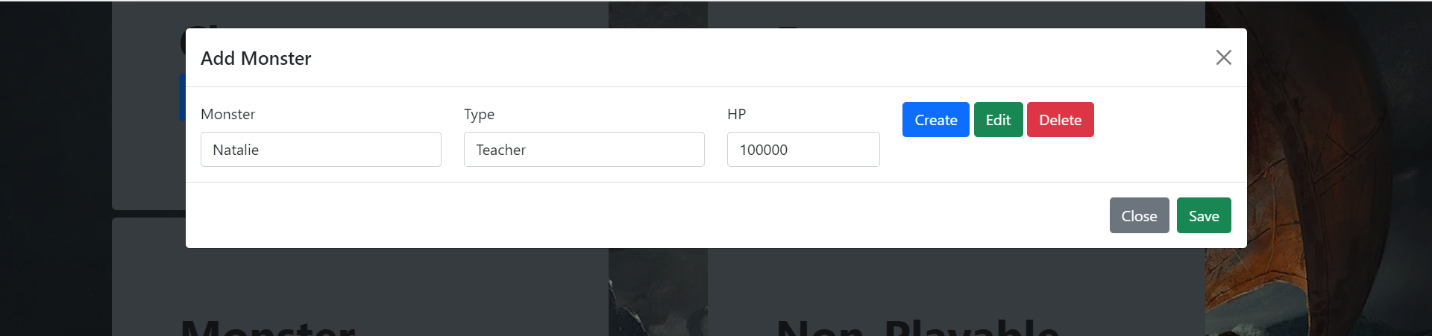 Add Monster
Monster Type HP Create Edit Delete
Natalie Teacher 100000
Close Save
Monster Non-Playable